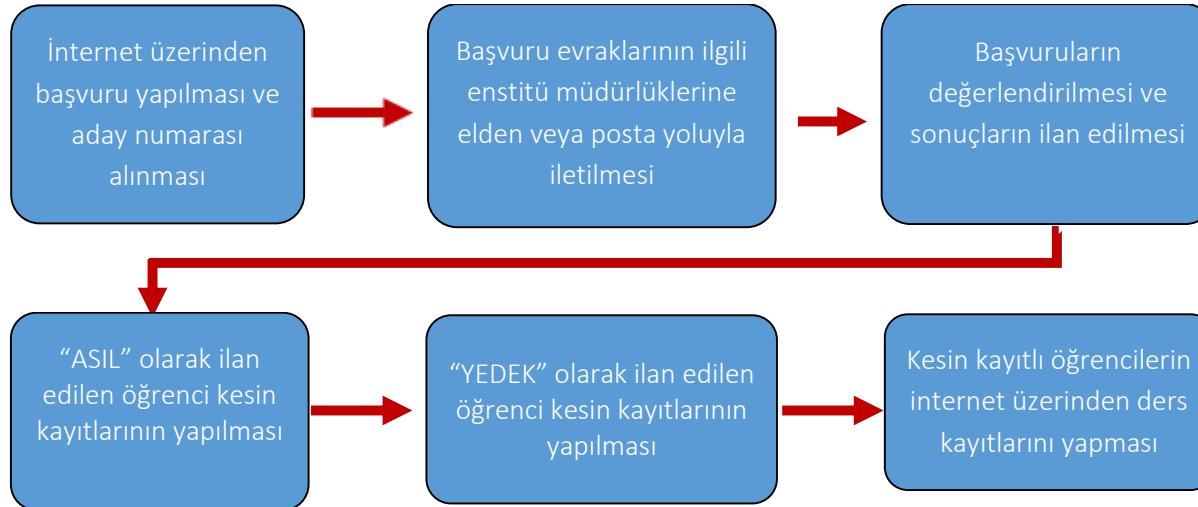 İnternet üzerinden
başvuru yapılması ve
aday numarası
alınması
Başvuru evraklarının ilgili
enstitü müdürlüklerine
elden veya posta yoluyla
iletilmesi
Başvuruların
değerlendirilmesi ve
sonuçların ilan edilmesi
“ASIL” olarak ilan
edilen öğrenci kesin
kayıtlarının yapılması
“YEDEK” olarak ilan edilen
öğrenci kesin kayıtlarının
yapılması
Kesin kayıtlı öğrencilerin
internet üzerinden ders
kayıtlarını yapması